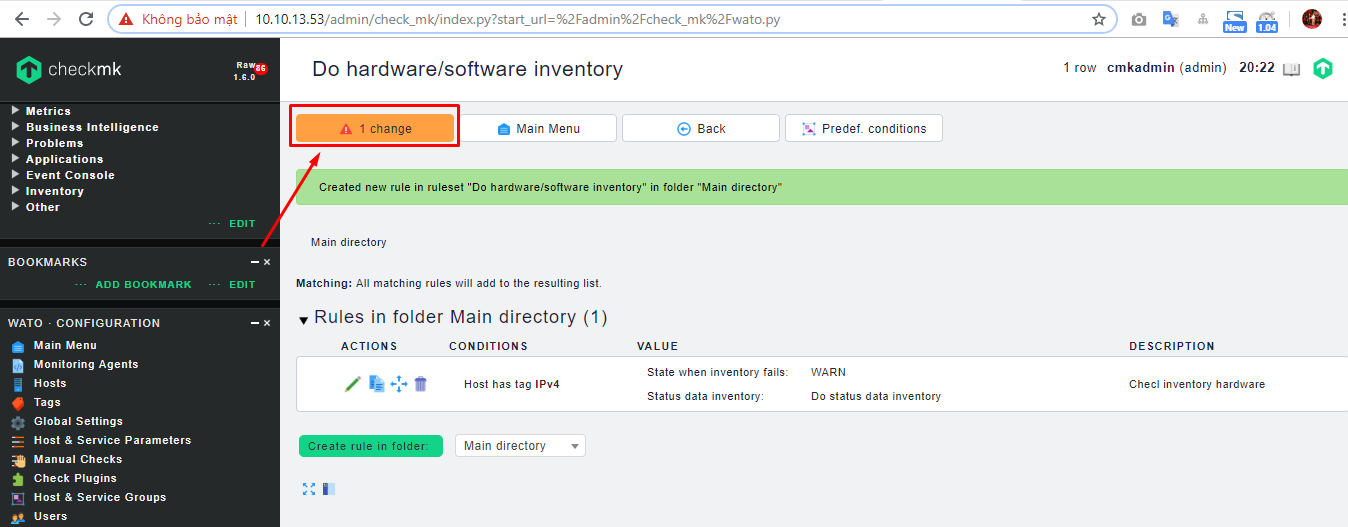 Không bảo mật | 10.10.13.53/admin/check_mk/index.py?start_url=%2Fadmin%2Fcheck_mk%2Fwato.py
New 1.04
checkmk
Raw
1.6.0
86
Do hardware/software inventory
1 row cmkadmin (admin) 20:22
1 change
Main Menu
Back
Predef. conditions
Metrics
Business Intelligence
Problems
Applications
Event Console
Inventory
Other
··· EDIT
BOOKMARKS
··· ADD BOOKMARK ··· EDIT
WATO · CONFIGURATION
Main Menu
Monitoring Agents
Hosts
Tags
Global Settings
Host & Service Parameters
Manual Checks
Check Plugins
Host & Service Groups
Users
Created new rule in ruleset "Do hardware/software inventory" in folder "Main directory"
Main directory
Matching: All matching rules will add to the resulting list.
Rules in folder Main directory (1)
ACTIONS CONDITIONS VALUE DESCRIPTION
Host has tag IPv4
State when inventory fails: WARN
Status data inventory: Do status data inventory
Checl inventory hardware
Create rule in folder: Main directory